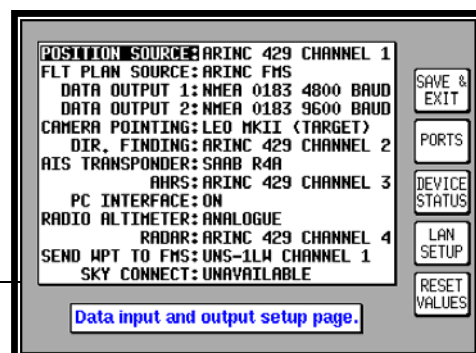 POSITION SOURCE: ARINC 429 CHANNEL 1
FLT PLAN SOURCE: ARINC FMS
DATA OUTPUT 1: NMEA 0183 4800 BAUD
DATA OUTPUT 2: NMEA 0183 9600 BAUD
CAMERA POINTING: LEO MKII (TARGET)
DIR. FINDING: ARINC 429 CHANNEL 2
AIS TRANSPONDER: SAAB R4A
AHRS: ARINC 429 CHANNEL 3
PC INTERFACE: ON
RADIO ALTIMETER: ANALOGUE
RADAR: ARINC 429 CHANNEL 4
SEND WPT TO FMS: UNS-1LW CHANNEL 1
SKY CONNECT: UNAVAILABLE
SAVE &
EXIT
PORTS
DEVICE
STATUS
LAN
SETUP
RESET
VALUES
Data input and output setup page.